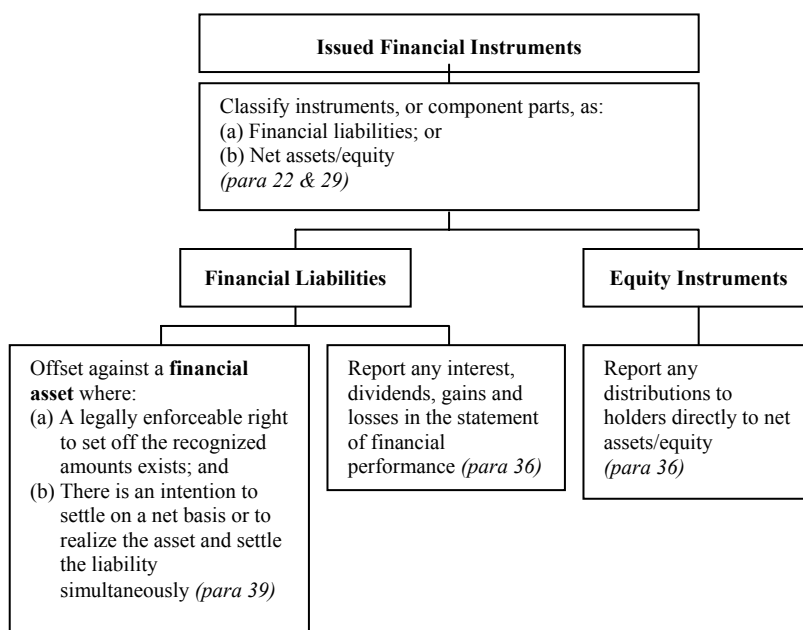 Issued Financial Instruments
Classify instruments, or component parts, as:
(a) Financial liabilities; or
(b) Net assets/equity
(para 22 & 29)
Financial Liabilities
Equity Instruments
Offset against a financial
asset where:
(a) A legally enforceable right
to set off the recognized
amounts exists; and
(b) There is an intention to
settle on a net basis or to
realize the asset and settle
the liability
simultaneously (para 39)
Report any interest,
dividends, gains and
losses in the statement
of financial
performance (para 36)
Report any
distributions to
holders directly to net
assets/equity
(para 36)